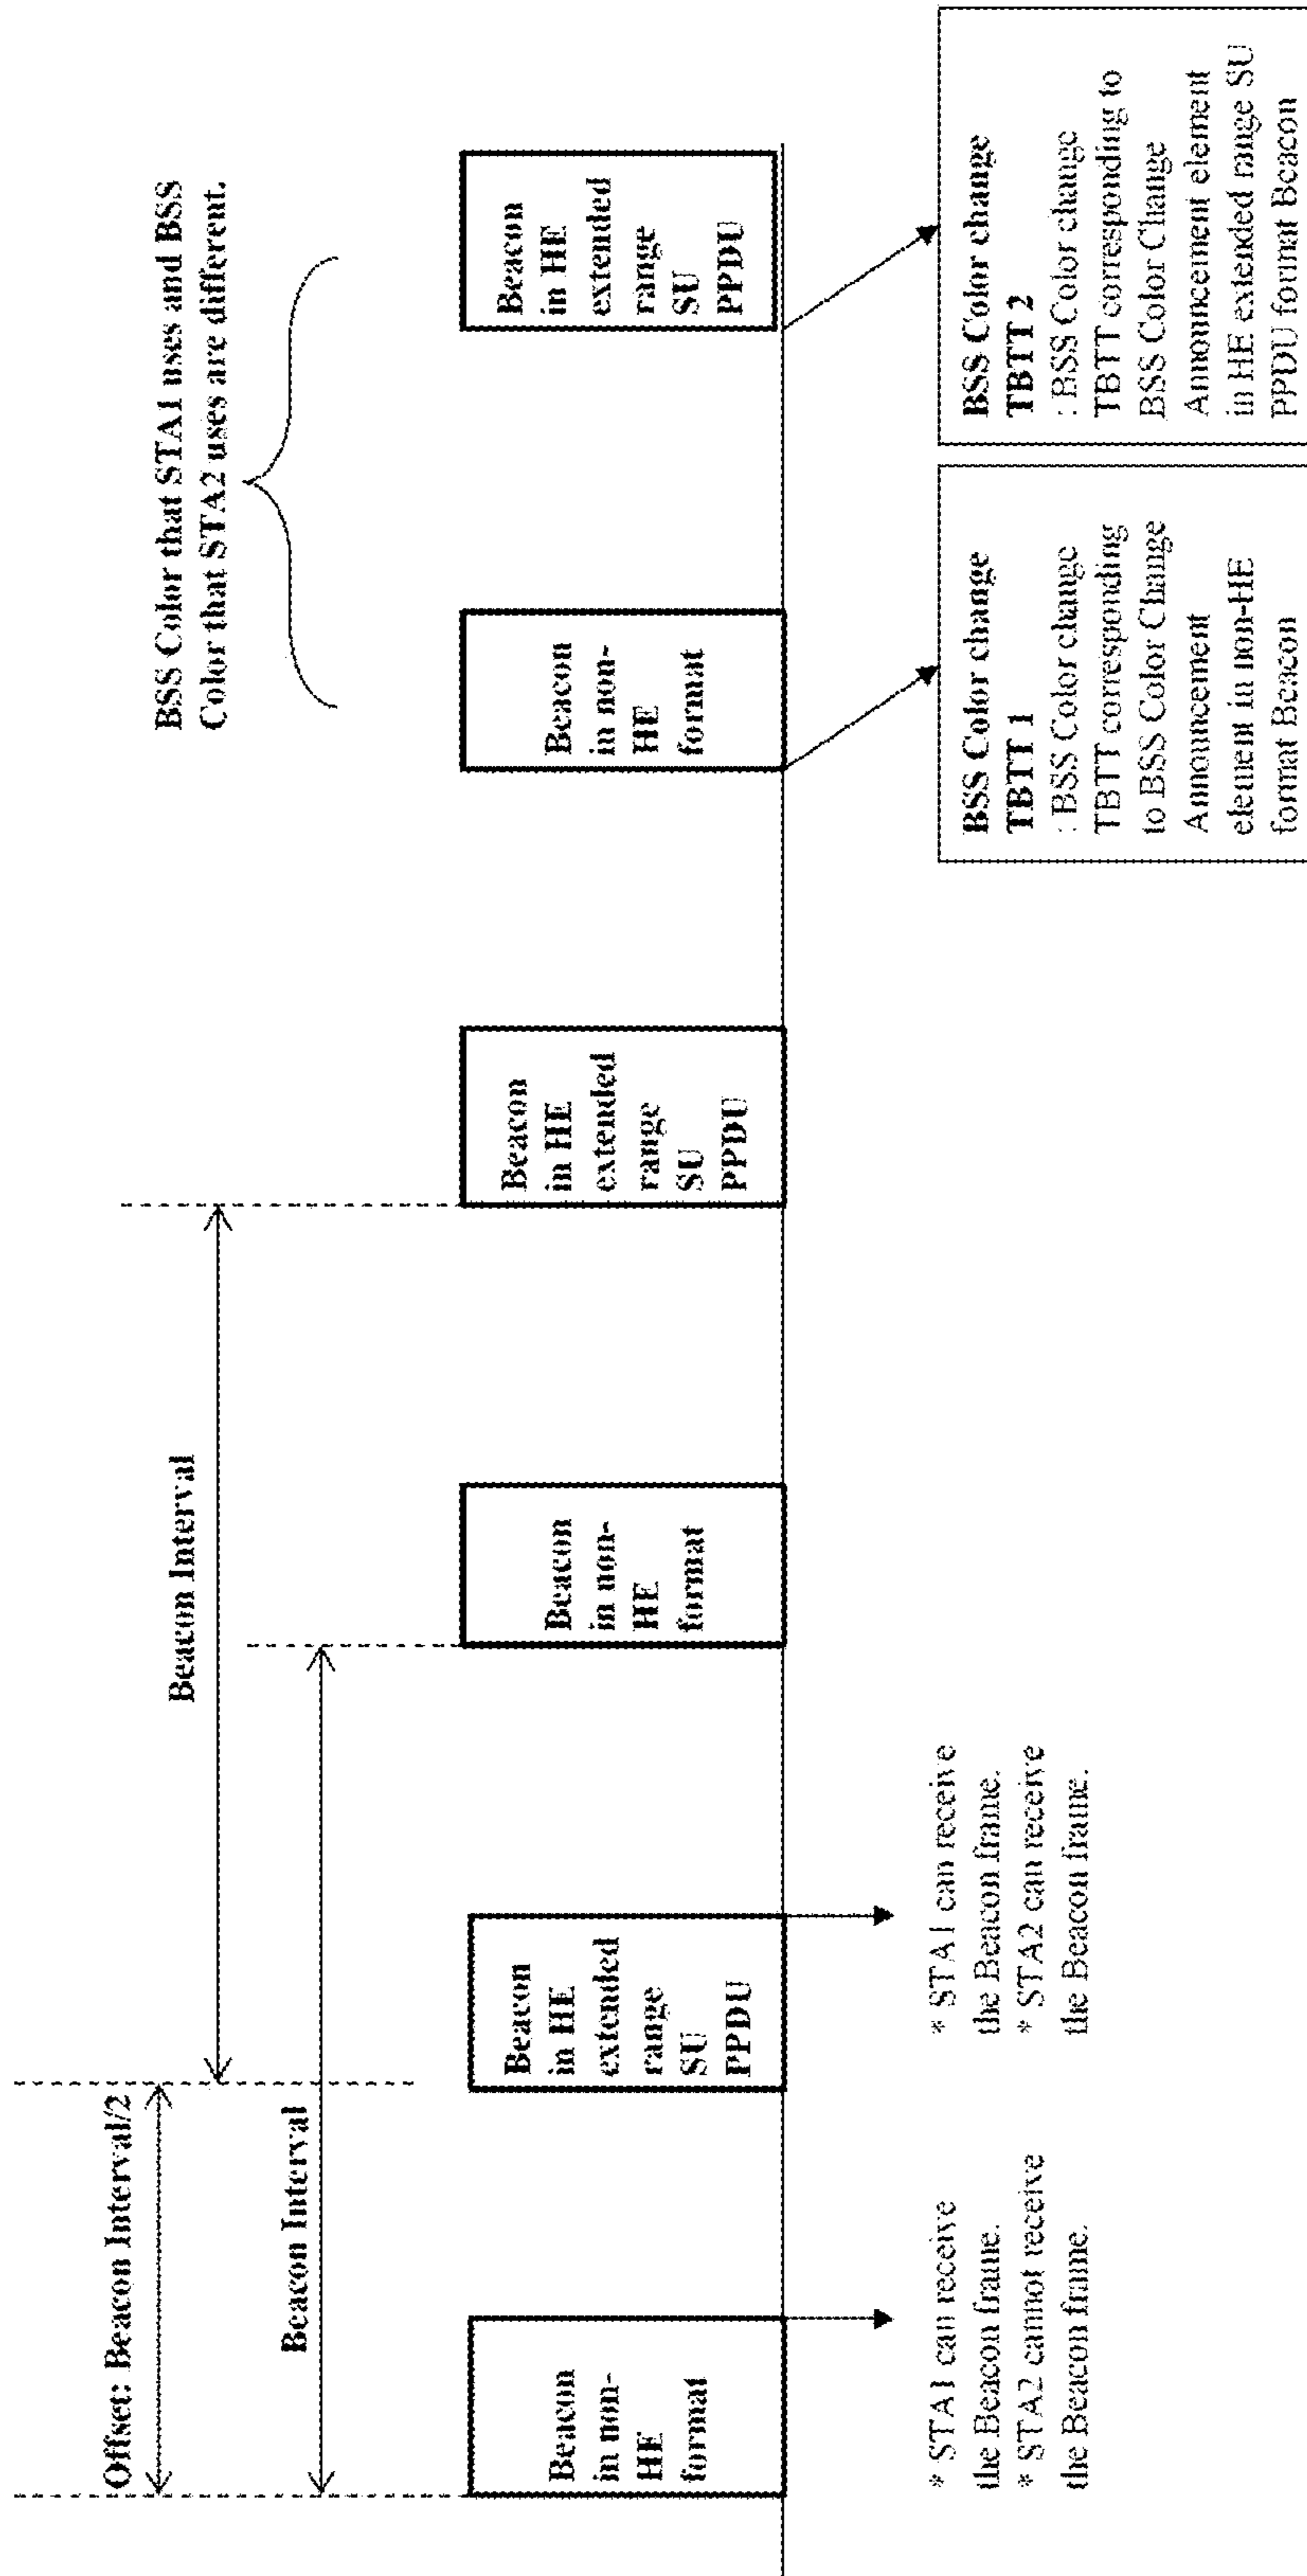 Offset: Beacon Interval/2
Beacon Interval
Beacon Interval
BSS Color that STA1 uses and BSS
Color that STA2 uses are different.
Beacon
in non-
HE
format
Beacon
in HE
extended
range
SU
PPDU
Beacon
in non-
HE
format
Beacon
in HE
extended
range
SU
PPDU
Beacon
in non-
HE
format
Beacon
in HE
extended
range
SU
PPDU
* STA1 can receive
the Beacon frame.
* STA2 cannot receive
the Beacon frame.
* STA1 can receive
the Beacon frame.
* STA2 can receive
the Beacon frame.
BSS Color change
TBTT 1
: BSS Color change
TBTT corresponding
to BSS Color Change
Announcement
element in non-HE
format Beacon
BSS Color change
TBTT 2
: BSS Color change
TBTT corresponding to
BSS Color Change
Announcement element
in HE extended range SU
PPDU format Beacon